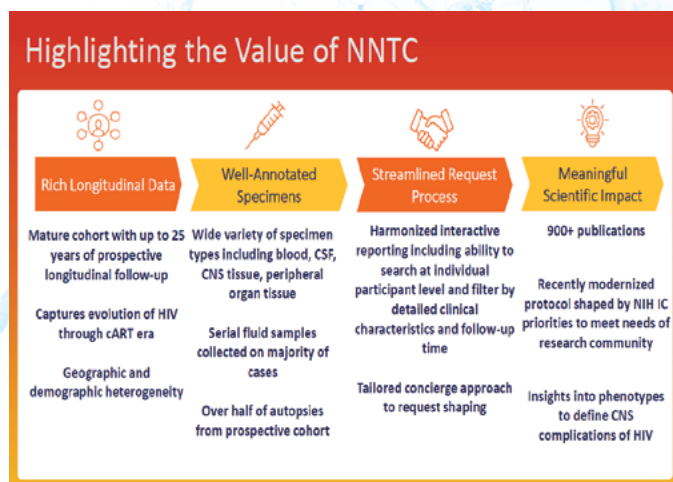 Highlighting the Value of NNTC
Rich Longitudinal Data
Mature cohort with up to 25
years of prospective
longitudinal follow-up
Captures evolution of HIV
through cART era
Geographic and
demographic heterogeneity
Well-Annotated
Specimens
Wide variety of specimen
types including blood, CSF,
CNS tissue, peripheral
organ tissue
Serial fluid samples
collected on majority of
cases
Over half of autopsies
from prospective cohort
Streamlined Request
Process
Harmonized interactive
reporting including ability to
search at individual
participant level and filter by
detailed clinical
characteristics and follow-up
time
Tailored concierge approach
to request shaping
Meaningful
Scientific Impact
900+ publications
Recently modernized
protocol shaped by NIH IC
priorities to meet needs of
research community
Insights into phenotypes
to define CNS
complications of HIV